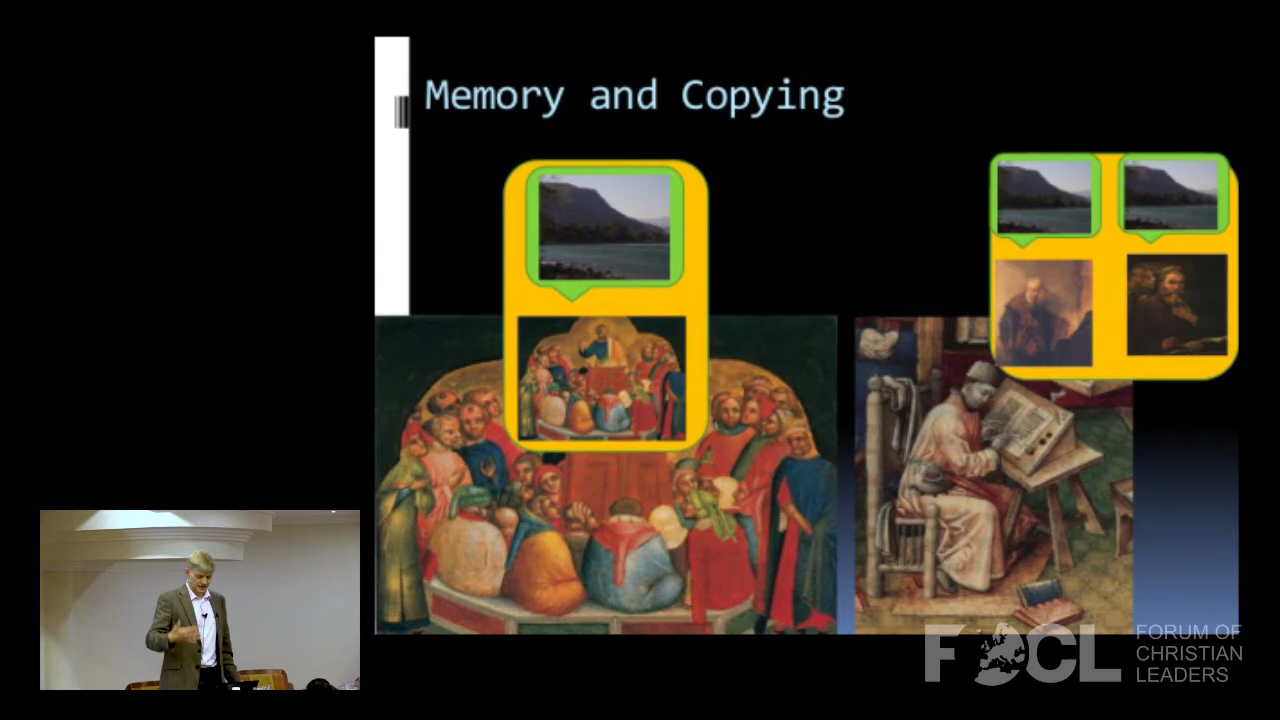 Memory and Copying
FOCL
FORUM OF
CHRISTIAN
LEADERS